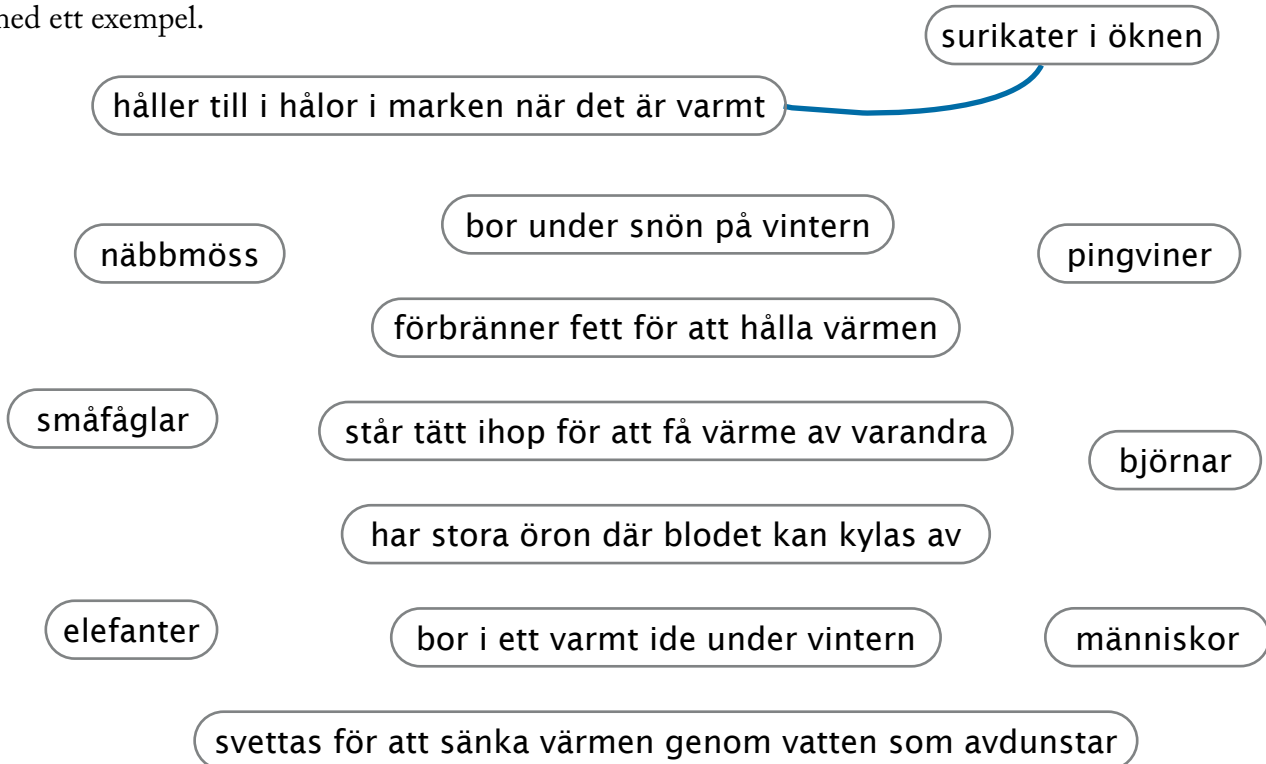 ned ett exempel.
surikater i öknen
håller till i hålor i marken när det är varmt
bor under snön på vintern
näbbmöss
pingviner
förbränner fett för att hålla värmen
småfåglar
står tätt ihop för att få värme av varandra
björnar
har stora öron där blodet kan kylas av
elefanter
bor i ett varmt ide under vintern
människor
svettas för att sänka värmen genom vatten som avdunstar